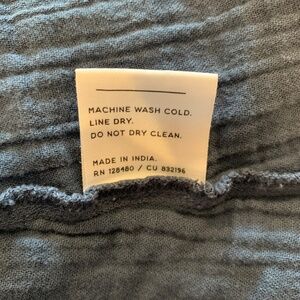 MACHINE WASH COLD.
LINE DRY.
DO NOT DRY CLEAN.
MADE IN INDIA.
RN 128480 / CU 832196